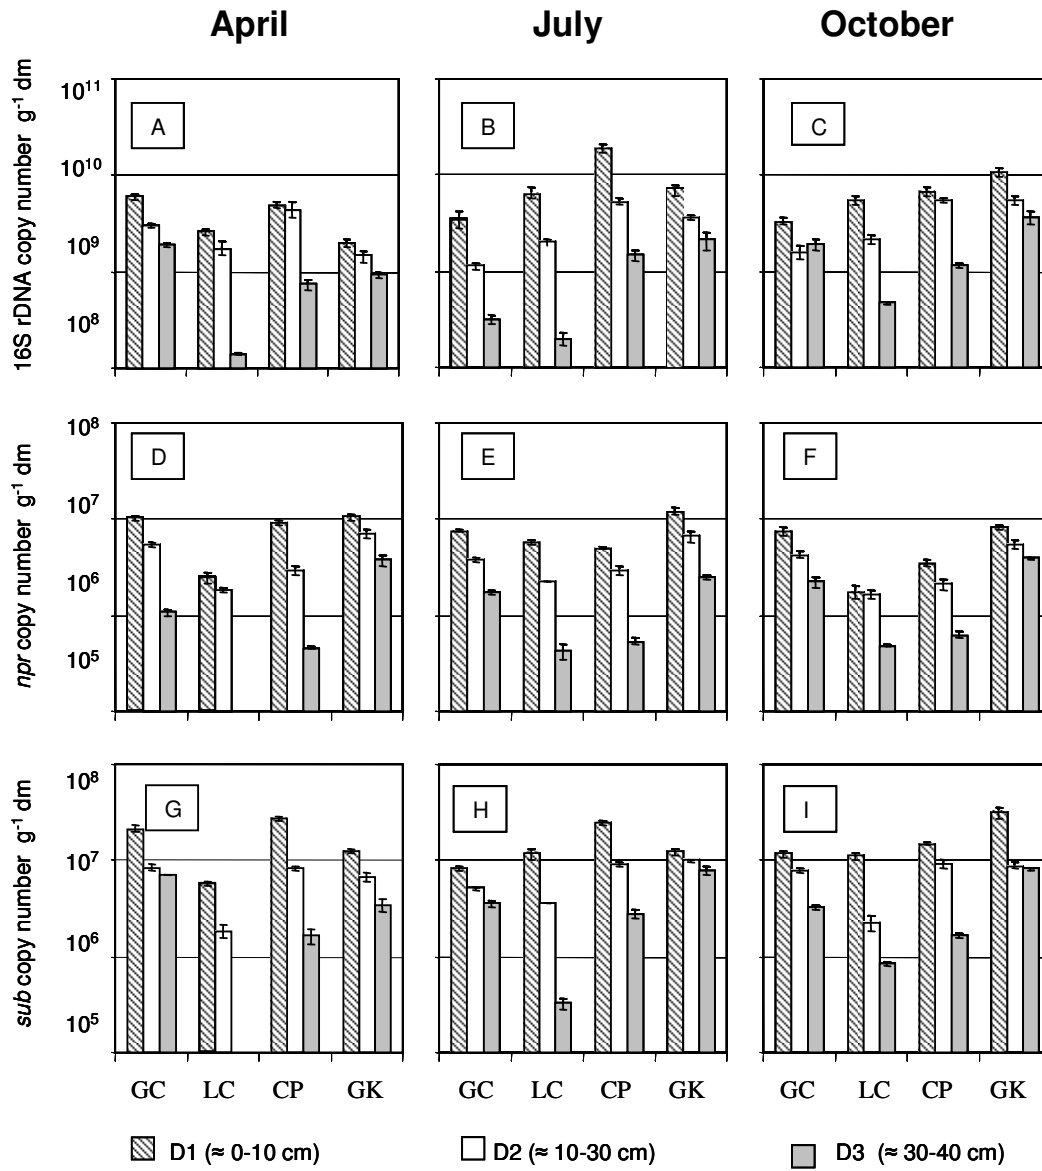 April July October
16S rDNA copy number g⁻¹ dm
10¹¹
10¹⁰
10⁹
10⁸
A B C
npr copy number g⁻¹ dm
10⁸
10⁷
10⁶
10⁵
D E F
sub copy number g⁻¹ dm
10⁸
10⁷
10⁶
10⁵
G H I
GC LC CP GK GC LC CP GK GC LC CP GK
D1 (≈ 0-10 cm) D2 (≈ 10-30 cm) D3 (≈ 30-40 cm)